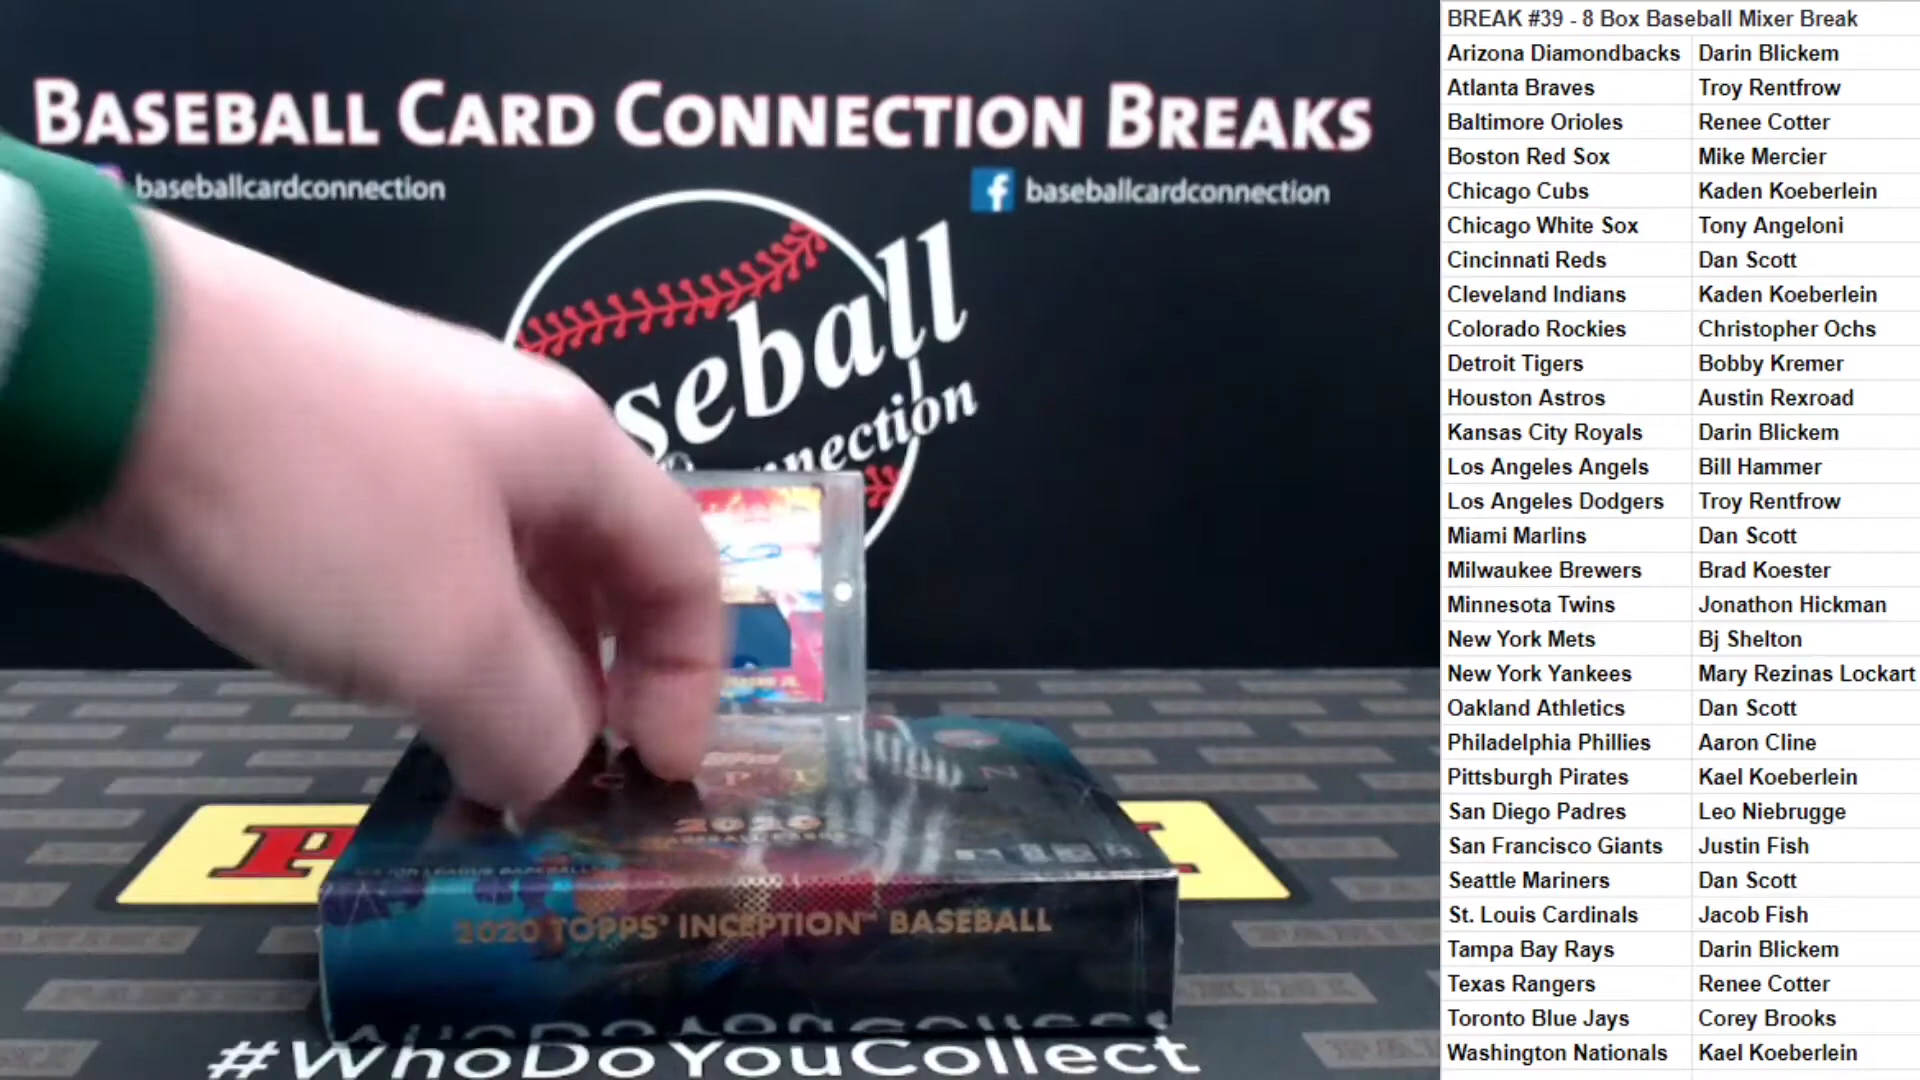 BASEBALL CARD CONNECTION BREAKS
baseballcardconnection
baseballcardconnection
seball
nnection
2020
2020 TOPPS INCEPTION™ BASEBALL
#WhoDoYouCollect
BREAK #39 - 8 Box Baseball Mixer Break
Arizona Diamondbacks Darin Blickem
Atlanta Braves Troy Rentfrow
Baltimore Orioles Renee Cotter
Boston Red Sox Mike Mercier
Chicago Cubs Kaden Koeberlein
Chicago White Sox Tony Angeloni
Cincinnati Reds Dan Scott
Cleveland Indians Kaden Koeberlein
Colorado Rockies Christopher Ochs
Detroit Tigers Bobby Kremer
Houston Astros Austin Rexroad
Kansas City Royals Darin Blickem
Los Angeles Angels Bill Hammer
Los Angeles Dodgers Troy Rentfrow
Miami Marlins Dan Scott
Milwaukee Brewers Brad Koester
Minnesota Twins Jonathon Hickman
New York Mets Bj Shelton
New York Yankees Mary Rezinas Lockart
Oakland Athletics Dan Scott
Philadelphia Phillies Aaron Cline
Pittsburgh Pirates Kael Koeberlein
San Diego Padres Leo Niebrugge
San Francisco Giants Justin Fish
Seattle Mariners Dan Scott
St. Louis Cardinals Jacob Fish
Tampa Bay Rays Darin Blickem
Texas Rangers Renee Cotter
Toronto Blue Jays Corey Brooks
Washington Nationals Kael Koeberlein